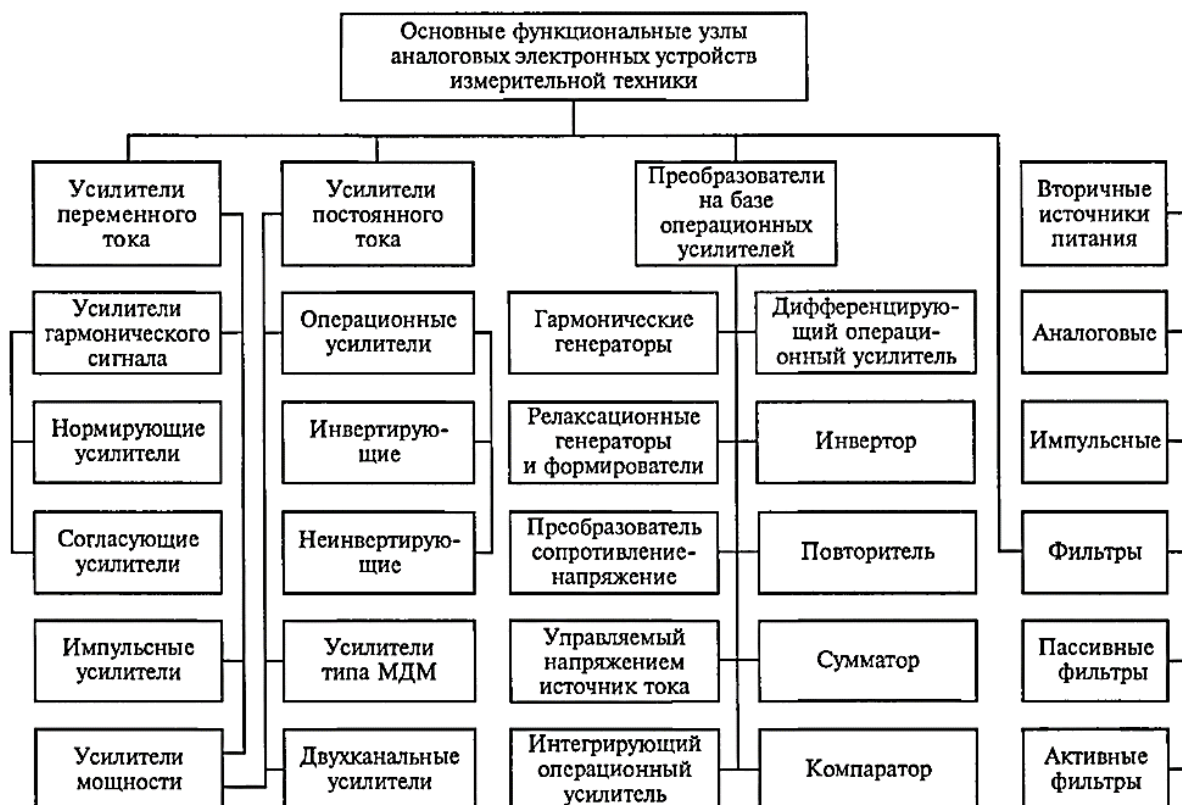 Основные функциональные узлы
аналоговых электронных устройств
измерительной техники
Усилители
переменного
тока
Усилители
постоянного
тока
Преобразователи
на базе
операционных
усилителей
Вторичные
источники
питания
Усилители
гармонического
сигнала
Операционные
усилители
Гармонические
генераторы
Дифференцирую-
щий операци-
онный усилитель
Аналоговые
Нормирующие
усилители
Инвертирую-
щие
Релаксационные
генераторы
и формирователи
Инвертор
Импульсные
Согласующие
усилители
Неинвертирую-
щие
Преобразователь
сопротивление-
напряжение
Повторитель
Фильтры
Импульсные
усилители
Усилители
типа МДМ
Управляемый
напряжением
источник тока
Сумматор
Пассивные
фильтры
Усилители
мощности
Двухканальные
усилители
Интегрирующий
операционный
усилитель
Компаратор
Активные
фильтры